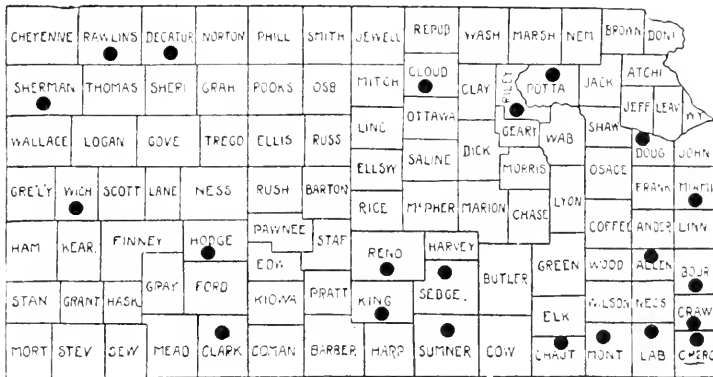 CHEYENNE RAWLINS DECATUR NORTON PHILL SMITH JEWELL REPUB WASH MARSH NEM BROWN DONI
SHERMAN THOMAS SHERI GRAH ROOKS OSB MITCH CLOUD CLAY RILEY POTTA JACK ATCHI
JEFF LEAV WY
WALLACE LOGAN GOVE TREGO ELLIS RUSS LINC OTTAWA DICK GEARY WAB SHAW DOUG JOHN
ELLSW SALINE MORRIS OSAGE
GRE'L'Y WICH SCOTT LANE NESS RUSH BARTON RICE McPHER MARION CHASE LYON FRANK MIAMI
HAM KEAR. FINNEY HODGE PAWNEE STAF RENO HARVEY COFFEE ANDER LINN
EDW BUTLER GREEN WOOD ALLEN BOUR
STAN GRANT HASK GRAY FORD KIOWA PRATT KING SEDGE. ELK WILSON NEOS CRAW
MORT STEV SEW MEAD CLARK COMAN BARBER HARP SUMNER COW CHAUT MONT LAB CHERO